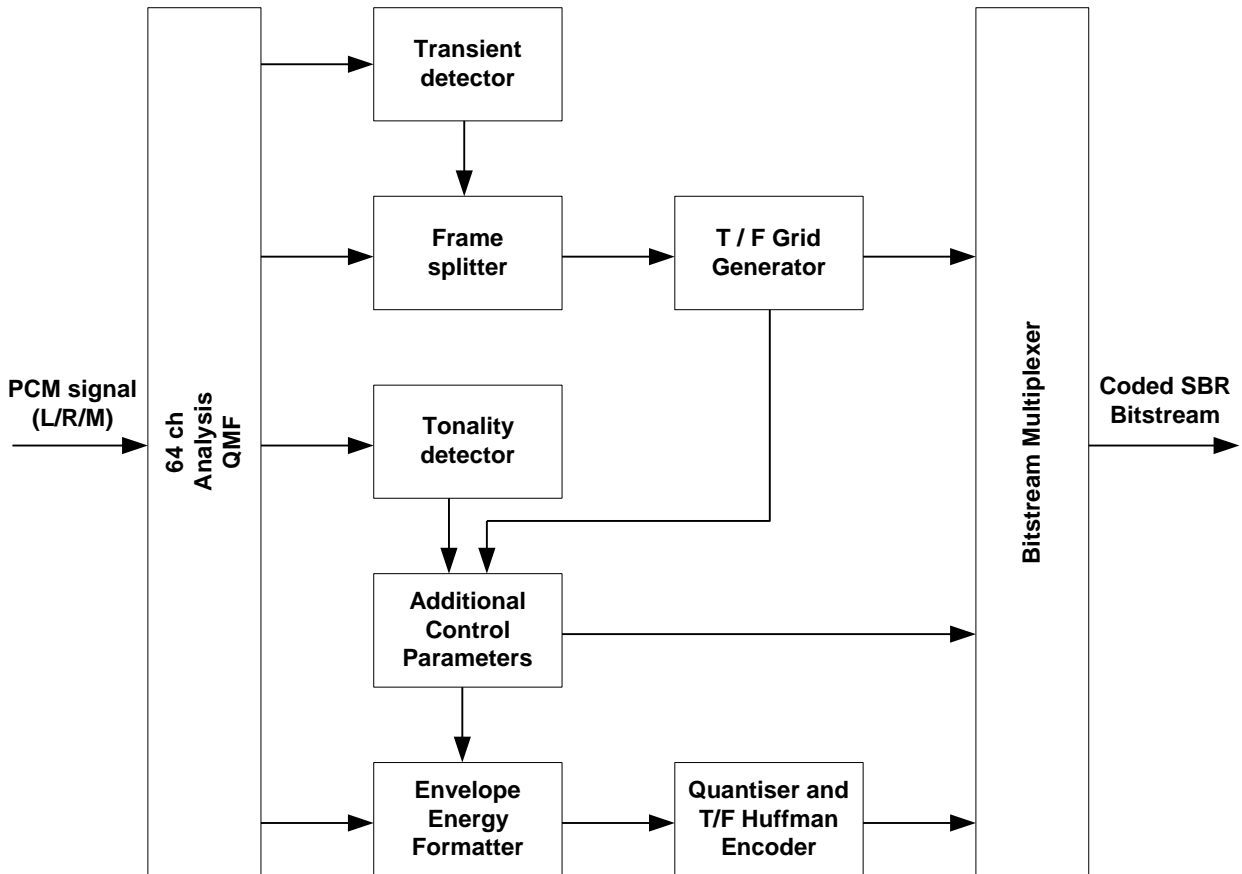 Transient
detector
Frame
splitter
T / F Grid
Generator
PCM signal
(L/R/M)
64 ch
Analysis
QMF
Tonality
detector
Bitstream Multiplexer
Coded SBR
Bitstream
Additional
Control
Parameters
Envelope
Energy
Formatter
Quantiser and
T/F Huffman
Encoder